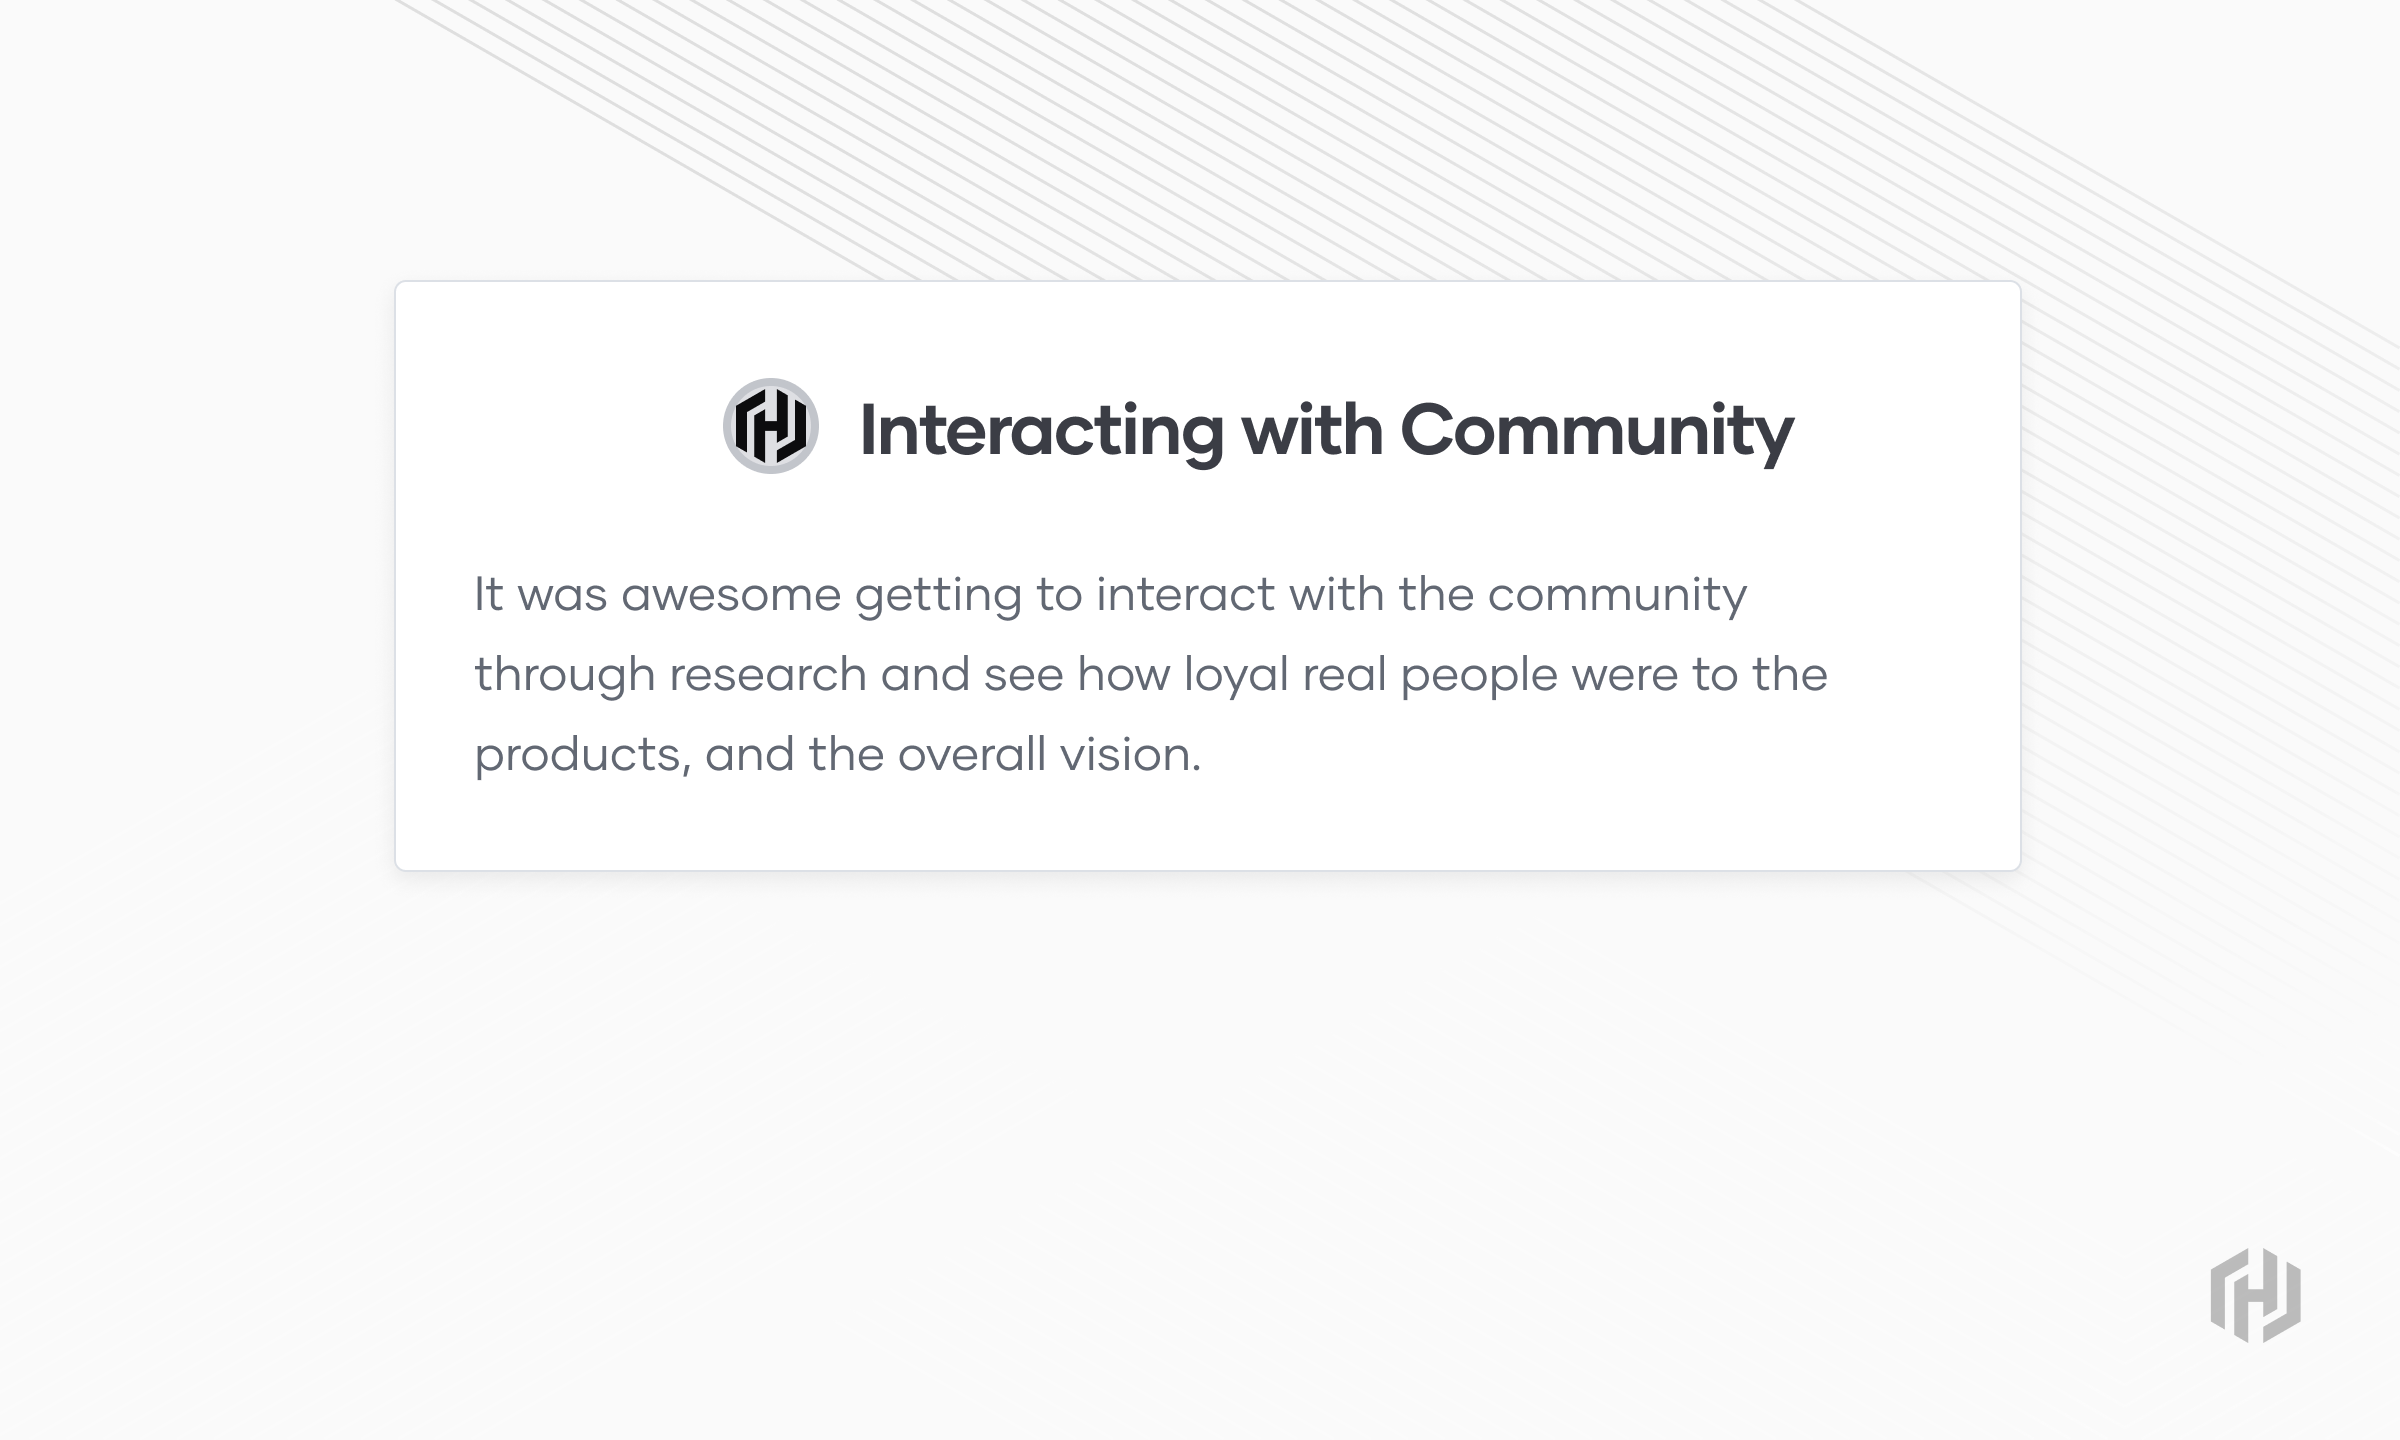 Interacting with Community
It was awesome getting to interact with the community
through research and see how loyal real people were to the
products, and the overall vision.